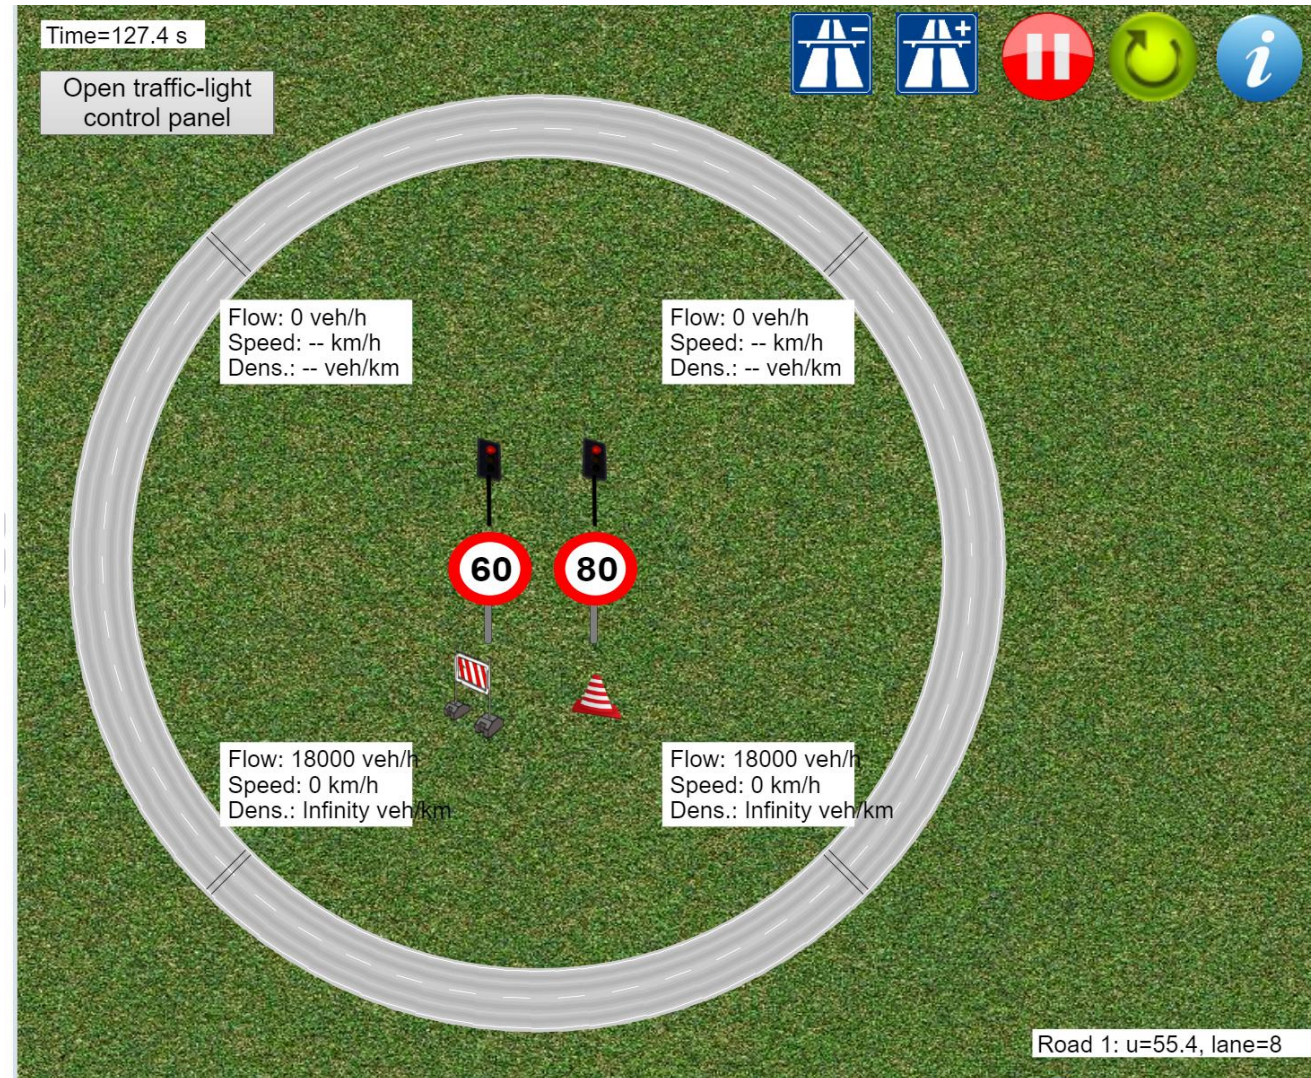 Time=127.4 s
Open traffic-light
control panel
Flow: 0 veh/h
Speed: -- km/h
Dens.: -- veh/km
Flow: 0 veh/h
Speed: -- km/h
Dens.: -- veh/km
60
80
Flow: 18000 veh/h
Speed: 0 km/h
Dens.: Infinity veh/km
Flow: 18000 veh/h
Speed: 0 km/h
Dens.: Infinity veh/km
Road 1: u=55.4, lane=8